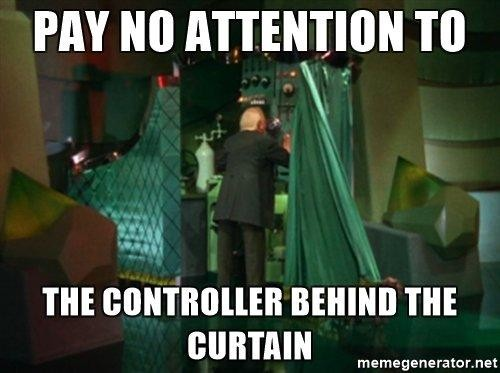 PAY NO ATTENTION TO
THE CONTROLLER BEHIND THE
CURTAIN
memegenerator.net